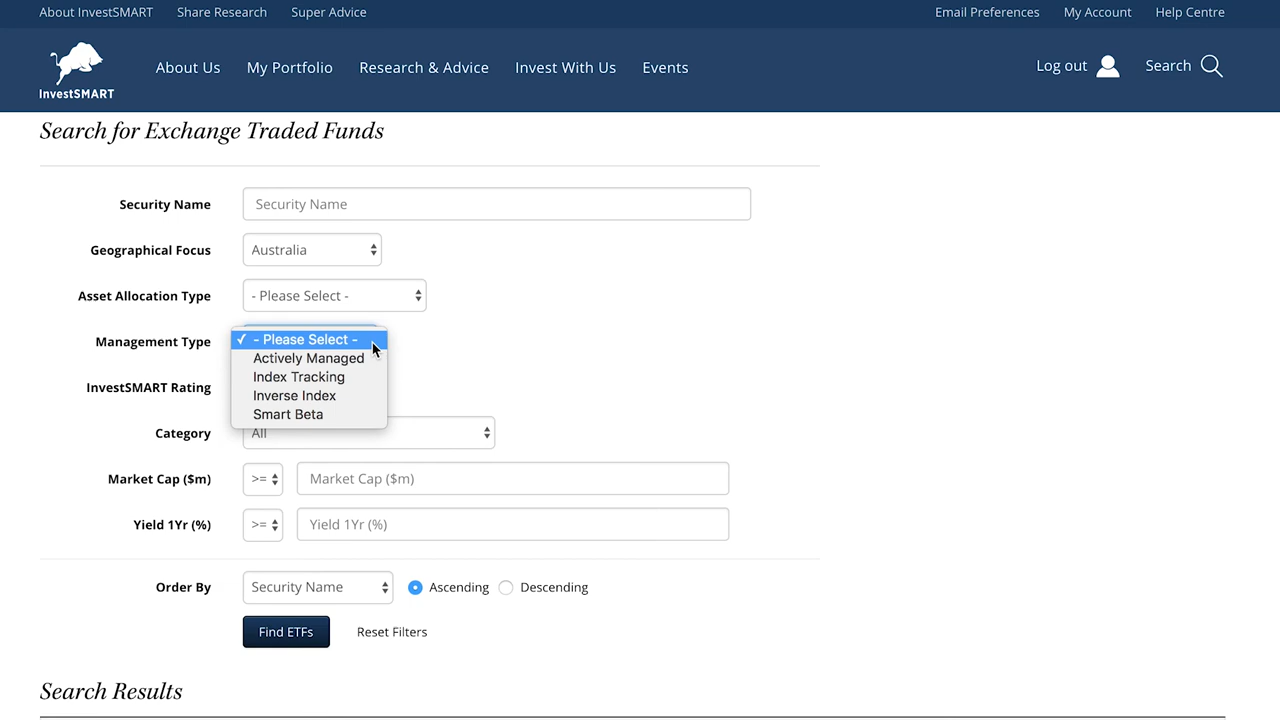 About InvestSMART Share Research Super Advice Email Preferences My Account Help Centre
InvestSMART About Us My Portfolio Research & Advice Invest With Us Events Log out Search
Search for Exchange Traded Funds
Security Name Security Name
Geographical Focus Australia
Asset Allocation Type - Please Select -
Management Type ✓ - Please Select -
Actively Managed
Index Tracking
InvestSMART Rating Inverse Index
Smart Beta
Category All
Market Cap ($m) >= Market Cap ($m)
Yield 1Yr (%) >= Yield 1Yr (%)
Order By Security Name Ascending Descending
Find ETFs Reset Filters
Search Results